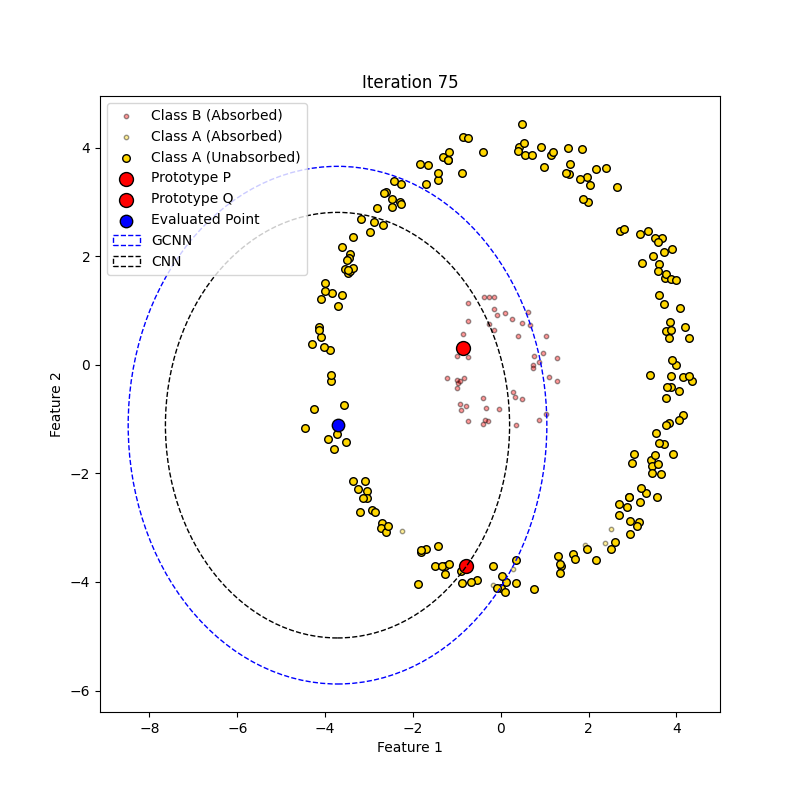 Iteration 75
Class B (Absorbed)
Class A (Absorbed)
Class A (Unabsorbed)
Prototype P
Prototype Q
Evaluated Point
GCNN
CNN
Feature 2
4
2
0
−2
−4
−6
−8
−6
−4
−2
0
2
4
Feature 1